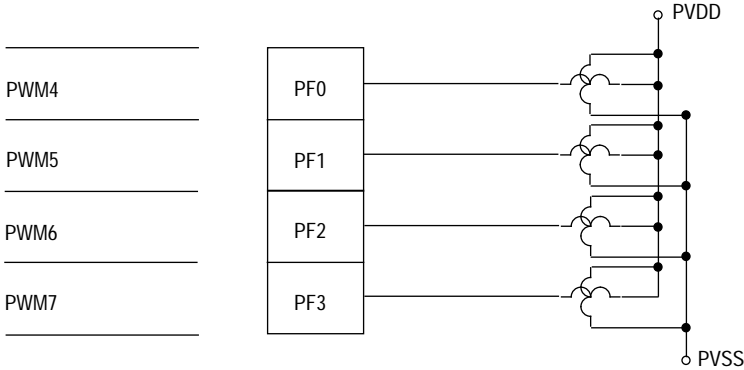 PVDD
PWM4 PF0
PWM5 PF1
PWM6 PF2
PWM7 PF3
PVSS